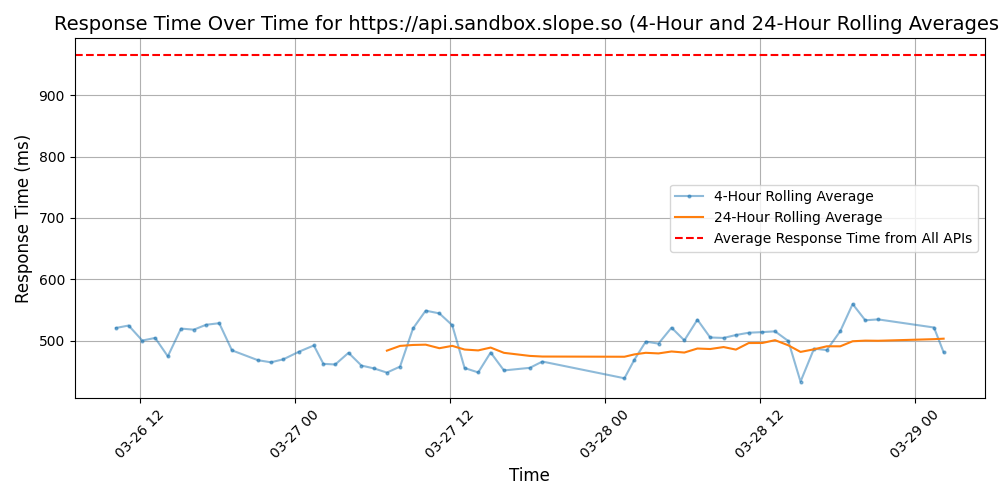 Response Time Over Time for https://api.sandbox.slope.so (4-Hour and 24-Hour Rolling Averages
Response Time (ms)
900
800
700
600
500
4-Hour Rolling Average
24-Hour Rolling Average
Average Response Time from All APIs
03-26 12
03-27 00
03-27 12
03-28 00
03-28 12
03-29 00
Time